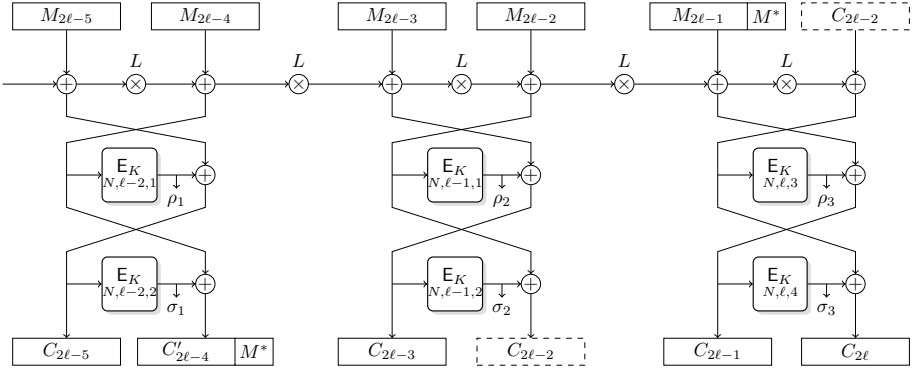 M_{2ℓ−5} M_{2ℓ−4} M_{2ℓ−3} M_{2ℓ−2} M_{2ℓ−1} M* C_{2ℓ−2}
L L L L L
E_K E_K E_K
N,ℓ−2,1 N,ℓ−1,1 N,ℓ,3
ρ_1 ρ_2 ρ_3
E_K E_K E_K
N,ℓ−2,2 N,ℓ−1,2 N,ℓ,4
σ_1 σ_2 σ_3
C_{2ℓ−5} C'_{2ℓ−4} M* C_{2ℓ−3} C_{2ℓ−2} C_{2ℓ−1} C_{2ℓ}